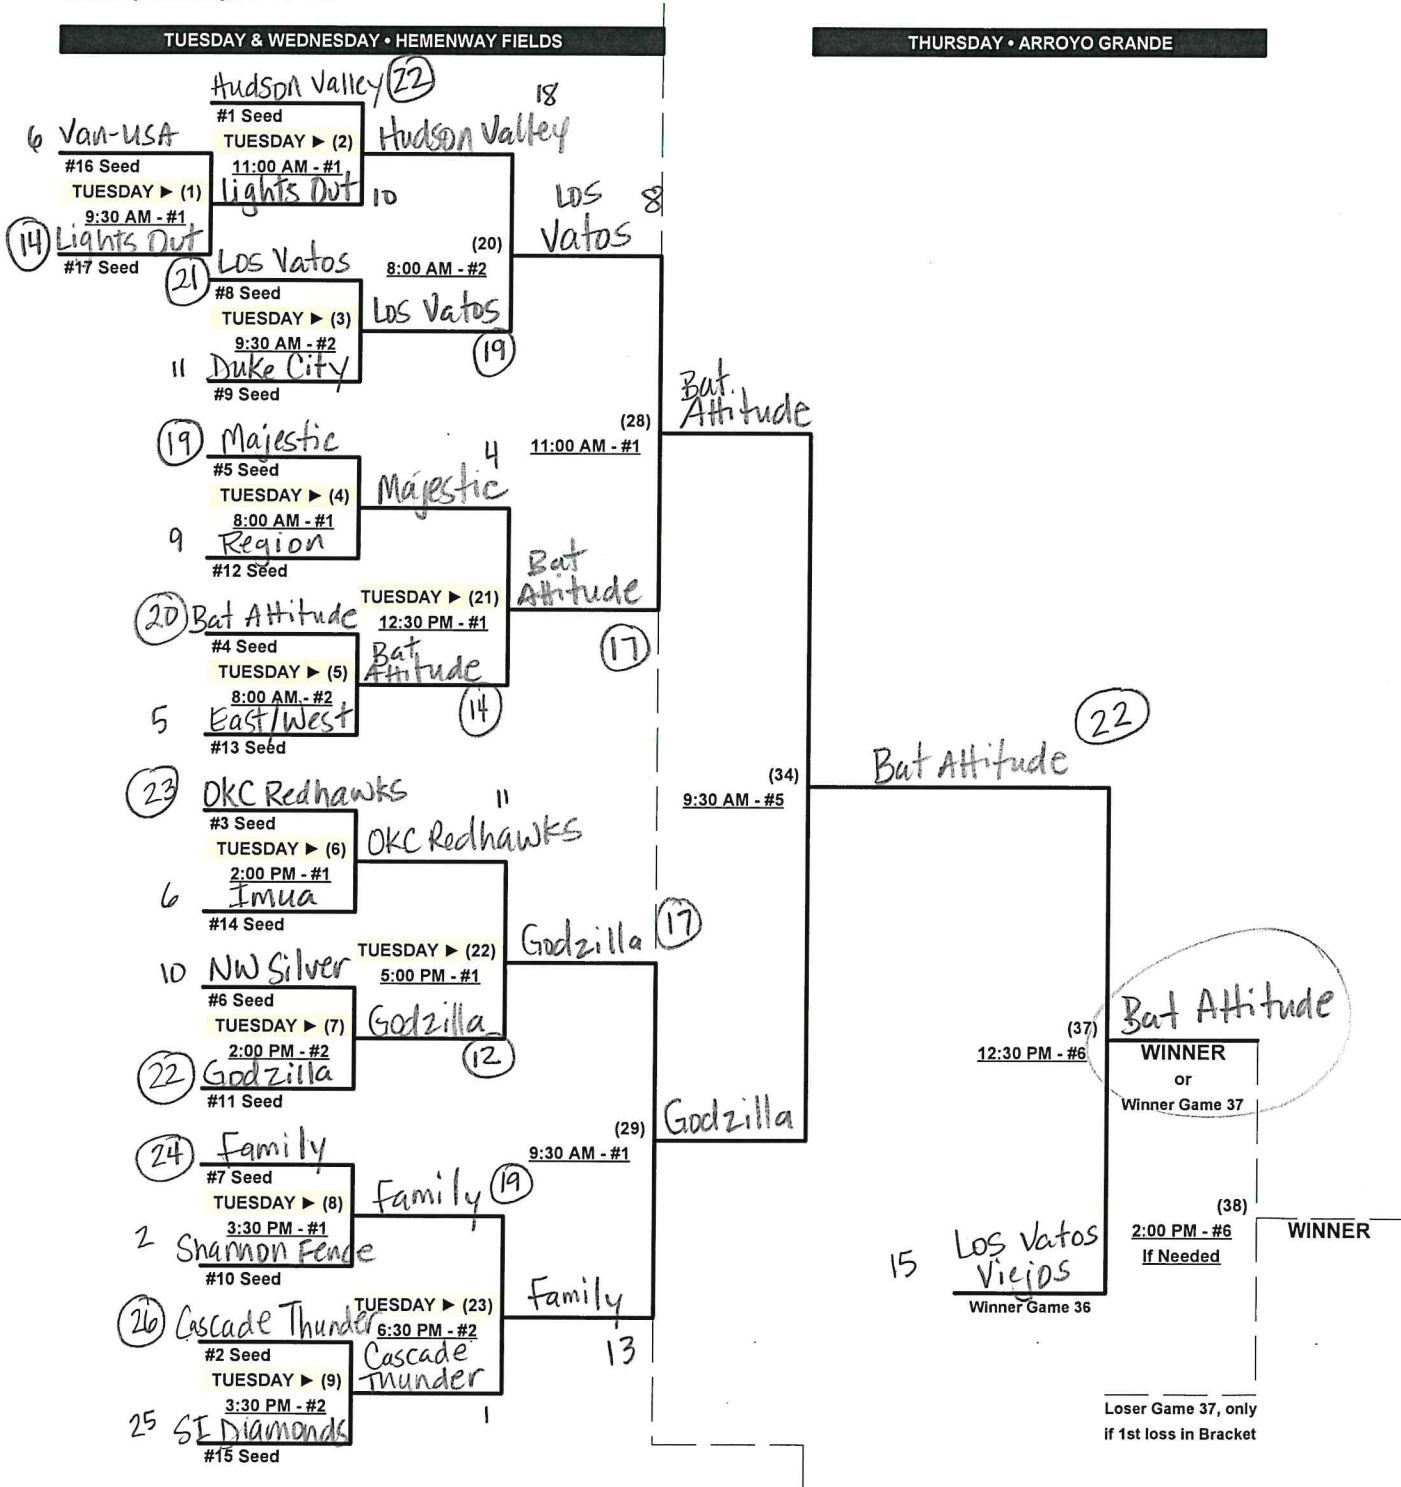 TUESDAY & WEDNESDAY • HEMENWAY FIELDS
THURSDAY • ARROYO GRANDE
Hudson Valley 22
#1 Seed
TUESDAY ► (2)
11:00 AM - #1
Lights Out 10
6 Van-USA
#16 Seed
TUESDAY ► (1)
9:30 AM - #1
14 Lights Out
#17 Seed
18
Hudson Valley
(20)
8:00 AM - #2
Los Vatos
19
21 Los Vatos
#8 Seed
TUESDAY ► (3)
9:30 AM - #2
11 Duke City
#9 Seed
Los 8
Vatos
(28)
11:00 AM - #1
Bat
Attitude
17
19 Majestic
#5 Seed
TUESDAY ► (4)
8:00 AM - #1
9 Region
#12 Seed
4
Majestic
TUESDAY ► (21)
12:30 PM - #1
Bat
Attitude
14
20 Bat Attitude
#4 Seed
TUESDAY ► (5)
8:00 AM - #2
5 East/West
#13 Seed
Bat
Attitude
(34)
9:30 AM - #5
Godzilla
23 OKC Redhawks
#3 Seed
TUESDAY ► (6)
2:00 PM - #1
6 Imua
#14 Seed
11
OKC Redhawks
TUESDAY ► (22)
5:00 PM - #1
Godzilla
12
10 NW Silver
#6 Seed
TUESDAY ► (7)
2:00 PM - #2
22 Godzilla
#11 Seed
Godzilla 17
(29)
9:30 AM - #1
Family
13
24 Family
#7 Seed
TUESDAY ► (8)
3:30 PM - #1
2 Shannon Fence
#10 Seed
Family 19
TUESDAY ► (23)
6:30 PM - #2
Cascade
Thunder
1
26 Cascade Thunder
#2 Seed
TUESDAY ► (9)
3:30 PM - #2
25 SI Diamonds
#15 Seed
Bat Attitude 22
(37)
12:30 PM - #6
15 Los Vatos
Viejos
Winner Game 36
Bat Attitude
WINNER
or
Winner Game 37
(38)
2:00 PM - #6
If Needed
WINNER
Loser Game 37, only
if 1st loss in Bracket